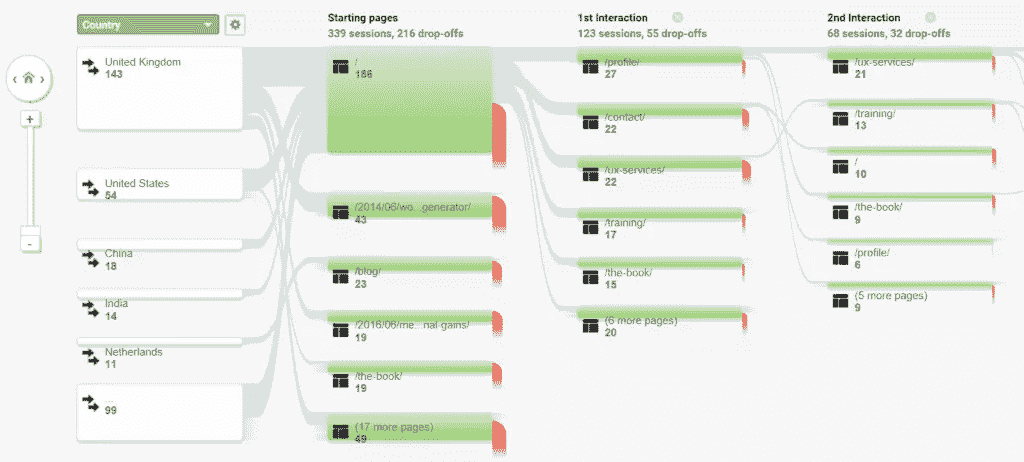 Country
United Kingdom
143
United States
54
China
18
India
14
Netherlands
11
...
99
+
-
Starting pages
339 sessions, 216 drop-offs
/
186
/2014/06/wo...generator/
43
/blog/
23
/2016/06/me...nal-gains/
19
/the-book/
19
(17 more pages)
49
1st Interaction
123 sessions, 55 drop-offs
/profile/
27
/contact/
22
/ux-services/
22
/training/
17
/the-book/
15
(6 more pages)
20
2nd Interaction
68 sessions, 32 drop-offs
/ux-services/
21
/training/
13
/
10
/the-book/
9
/profile/
6
(5 more pages)
9